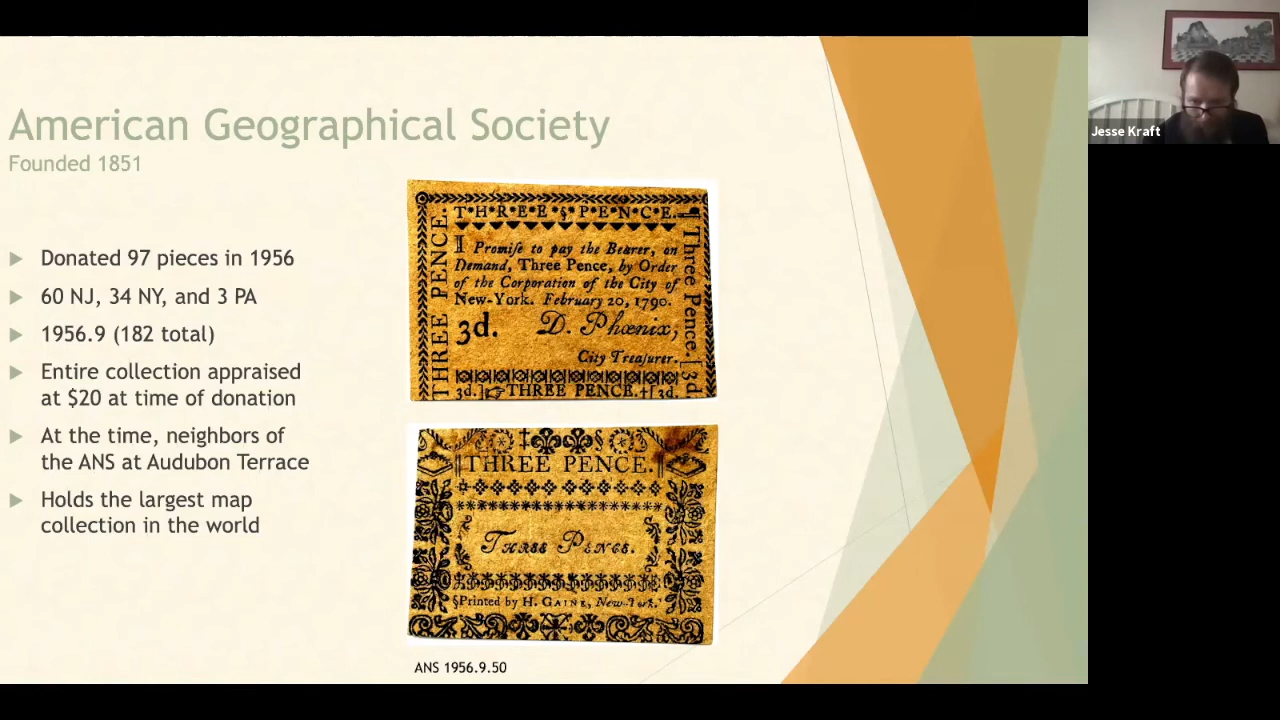 American Geographical Society
Founded 1851
Donated 97 pieces in 1956
60 NJ, 34 NY, and 3 PA
1956.9 (182 total)
Entire collection appraised
at $20 at time of donation
At the time, neighbors of
the ANS at Audubon Terrace
Holds the largest map
collection in the world
T*H*R*E*E § P*E*N*C*E.
THREE PENCE.
I Promiſe to pay the Bearer, on
Demand, Three Pence, by Order
of the Corporation of the City of
New-York. February 20, 1790.
3d. D. Phœnix,
City Treaſurer.
Three Pence.[3d
3d.]☞THREE PENCE.†[3d.
THREE PENCE.
Three Pence.
§Printed by H. Gaine, New-York.
ANS 1956.9.50
Jesse Kraft